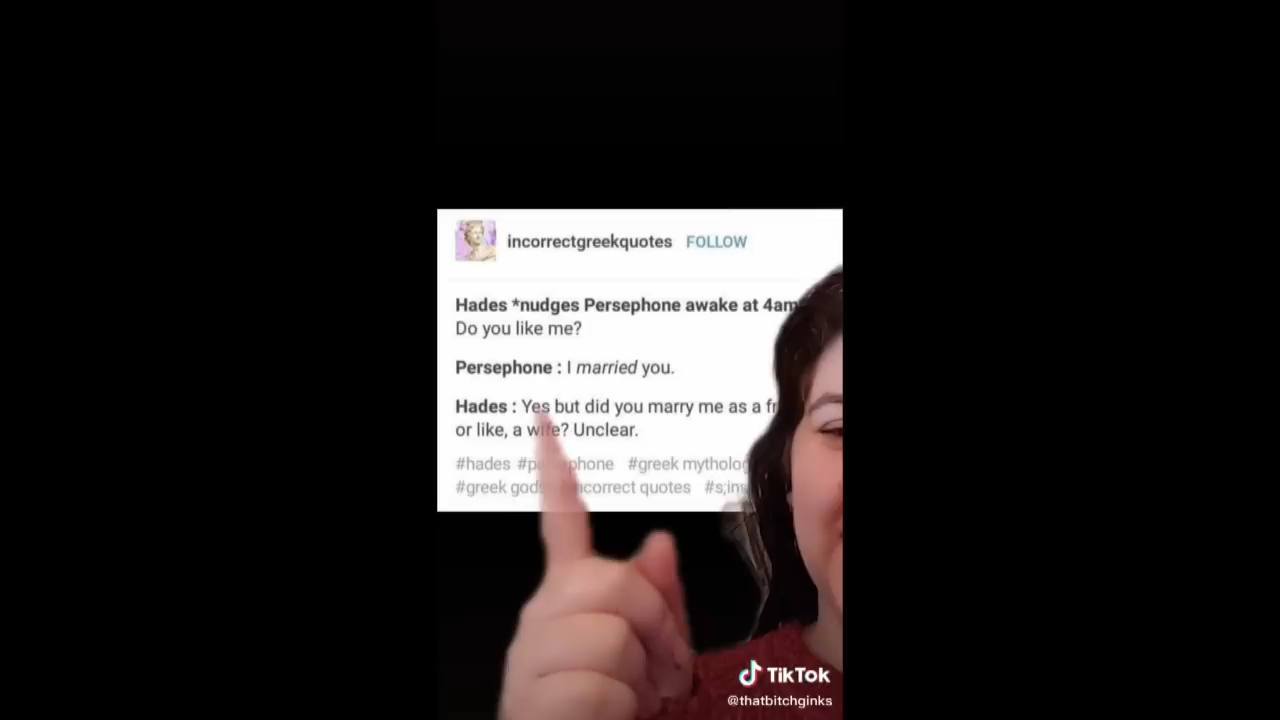 incorrectgreekquotes FOLLOW
Hades *nudges Persephone awake at 4am
Do you like me?
Persephone : I married you.
Hades : Yes but did you marry me as a
or like, a wife? Unclear.
#hades #persephone #greek
#greek gods #incorrect quotes
TikTok
@thatbitchginks